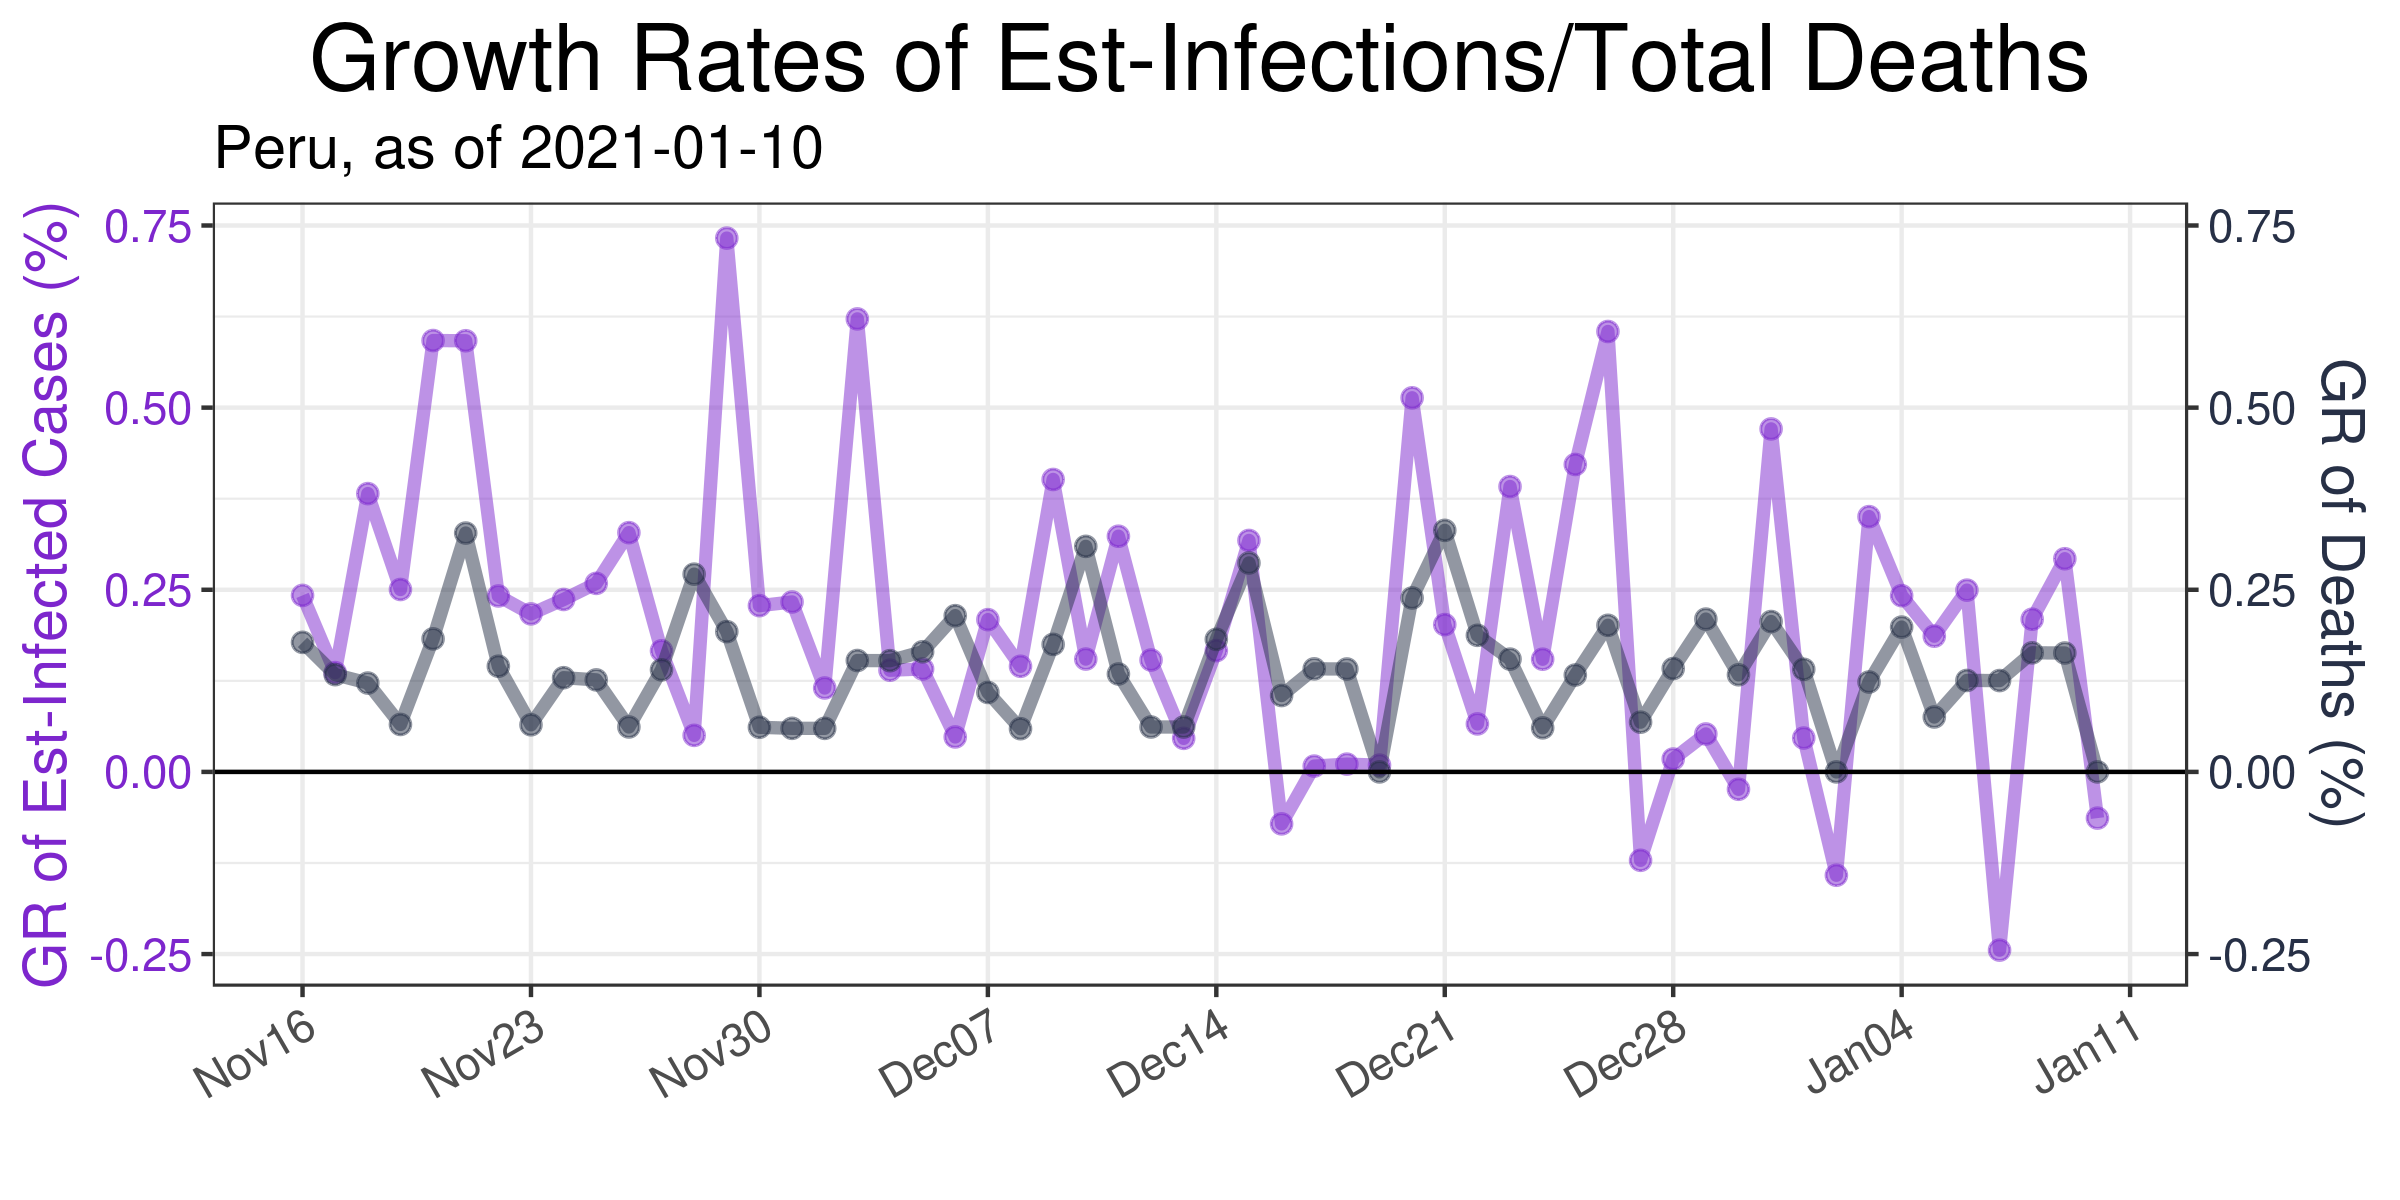 Growth Rates of Est-Infections/Total Deaths
Peru, as of 2021-01-10
GR of Est-Infected Cases (%)
0.75
0.50
0.25
0.00
-0.25
0.75
0.50
0.25
0.00
-0.25
GR of Deaths (%)
Nov16
Nov23
Nov30
Dec07
Dec14
Dec21
Dec28
Jan04
Jan11